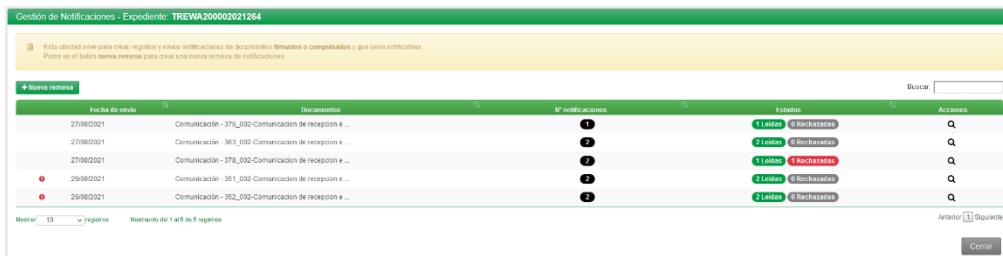 Gestión de Notificaciones - Expediente: TREWA200002021264
Esta utilidad sirve para crear, registrar y enviar notificaciones de documentos firmados o compulsados y que sean notificables.
Pulse en el botón nueva remesa para crear una nueva remesa de notificaciones.
+Nueva remesa Buscar:
Fecha de envío Documentos Nº notificaciones Estados Acciones
27/08/2021 Comunicación - 376_002-Comunicacion de recepcion e ... 1 1 Leidas 0 Rechazadas
27/08/2021 Comunicación - 363_002-Comunicacion de recepcion e ... 2 2 Leidas 0 Rechazadas
27/08/2021 Comunicación - 378_002-Comunicacion de recepcion e ... 2 1 Leidas 1 Rechazadas
26/08/2021 Comunicación - 351_002-Comunicacion de recepcion e ... 2 2 Leidas 0 Rechazadas
26/08/2021 Comunicación - 352_002-Comunicacion de recepcion e ... 2 2 Leidas 0 Rechazadas
Mostrar 10 registros Mostrando del 1 al 5 de 5 registros Anterior 1 Siguiente
Cerrar